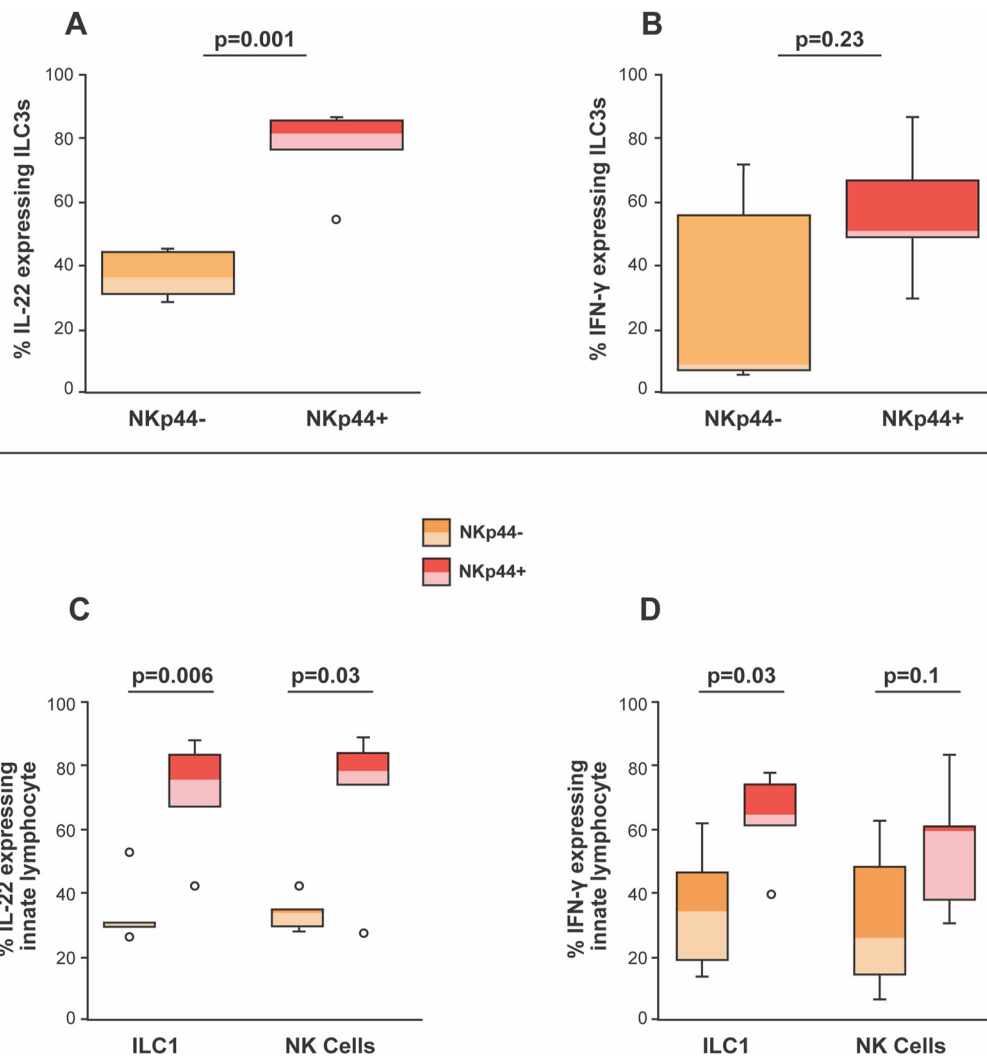 A
p=0.001
% IL-22 expressing ILC3s
100
80
60
40
20
0
NKp44-
NKp44+
B
p=0.23
% IFN-γ expressing ILC3s
100
80
60
40
20
0
NKp44-
NKp44+
NKp44-
NKp44+
C
p=0.006
p=0.03
% IL-22 expressing
innate lymphocyte
100
80
60
40
20
0
ILC1
NK Cells
D
p=0.03
p=0.1
% IFN-γ expressing
innate lymphocyte
100
80
60
40
20
0
ILC1
NK Cells